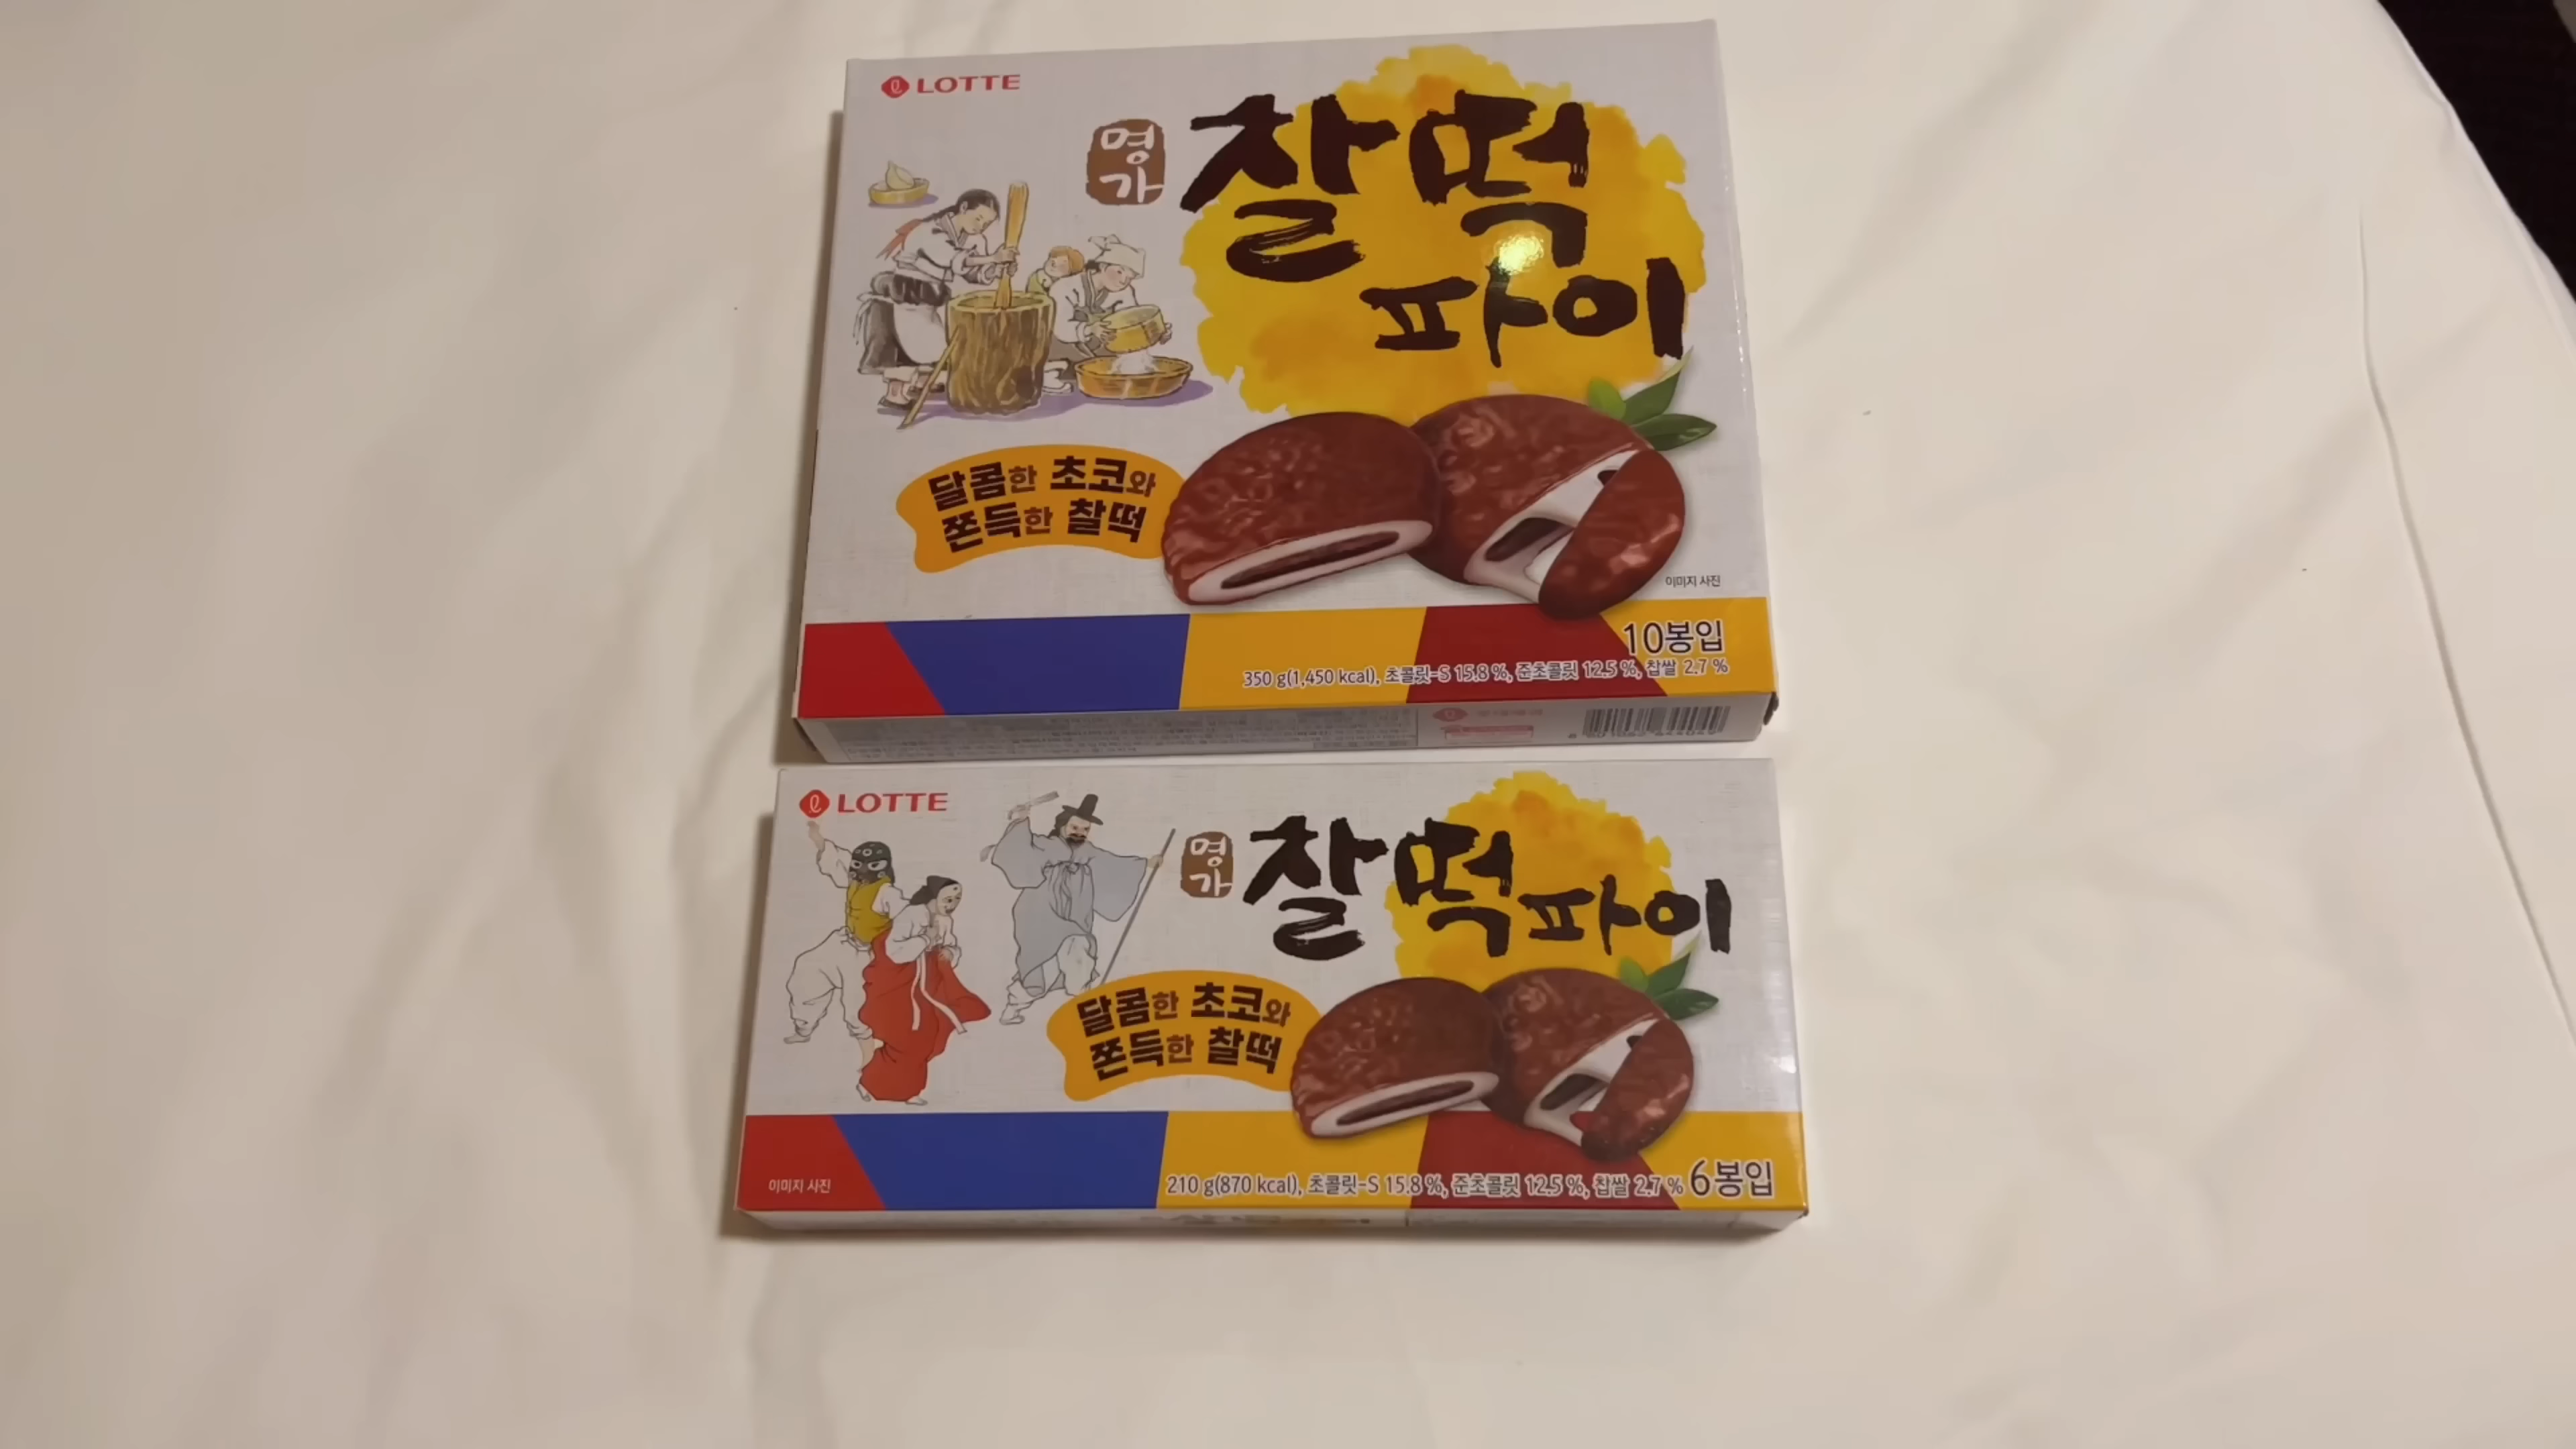 LOTTE
명가
찰떡
파이
달콤한 초코와
쫀득한 찰떡
이미지 사진
10봉입
350 g(1,450 kcal), 초콜릿-S 15.8 %, 준초콜릿 12.5 %, 찹쌀 2.7 %
LOTTE
명가
찰떡파이
달콤한 초코와
쫀득한 찰떡
이미지 사진
210 g(870 kcal), 초콜릿-S 15.8 %, 준초콜릿 12.5 %, 찹쌀 2.7 % 6봉입